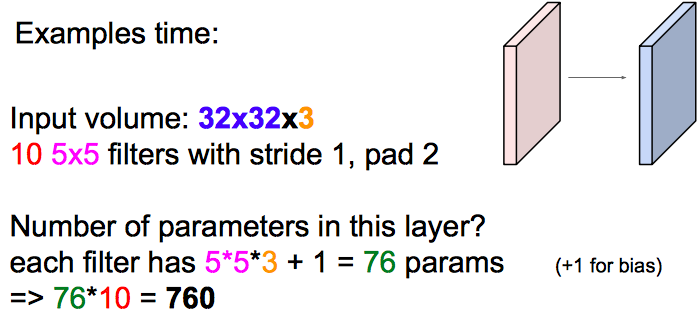 Examples time:
Input volume: 32x32x3
10 5x5 filters with stride 1, pad 2
Number of parameters in this layer?
each filter has 5*5*3 + 1 = 76 params (+1 for bias)
=> 76*10 = 760